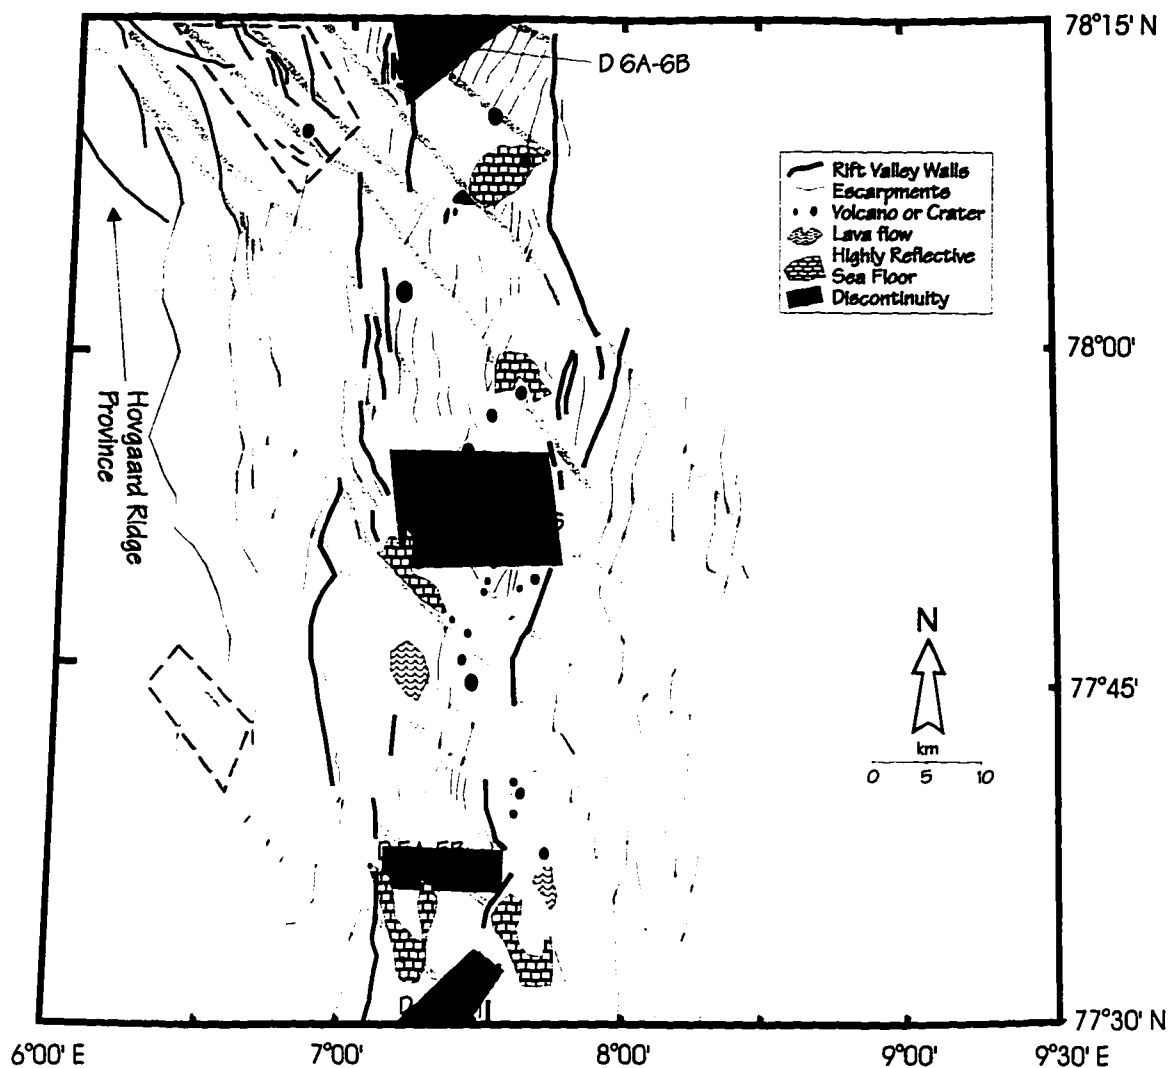 78°15' N
D 6A-6B
Rift Valley Walls
Escarpments
Volcano or Crater
Lava flow
Highly Reflective
Sea Floor
Discontinuity
78°00'
Hovgaard Ridge
Province
N
77°45'
km
0 5 10
77°30' N
6°00' E 7°00' 8°00' 9°00' 9°30' E